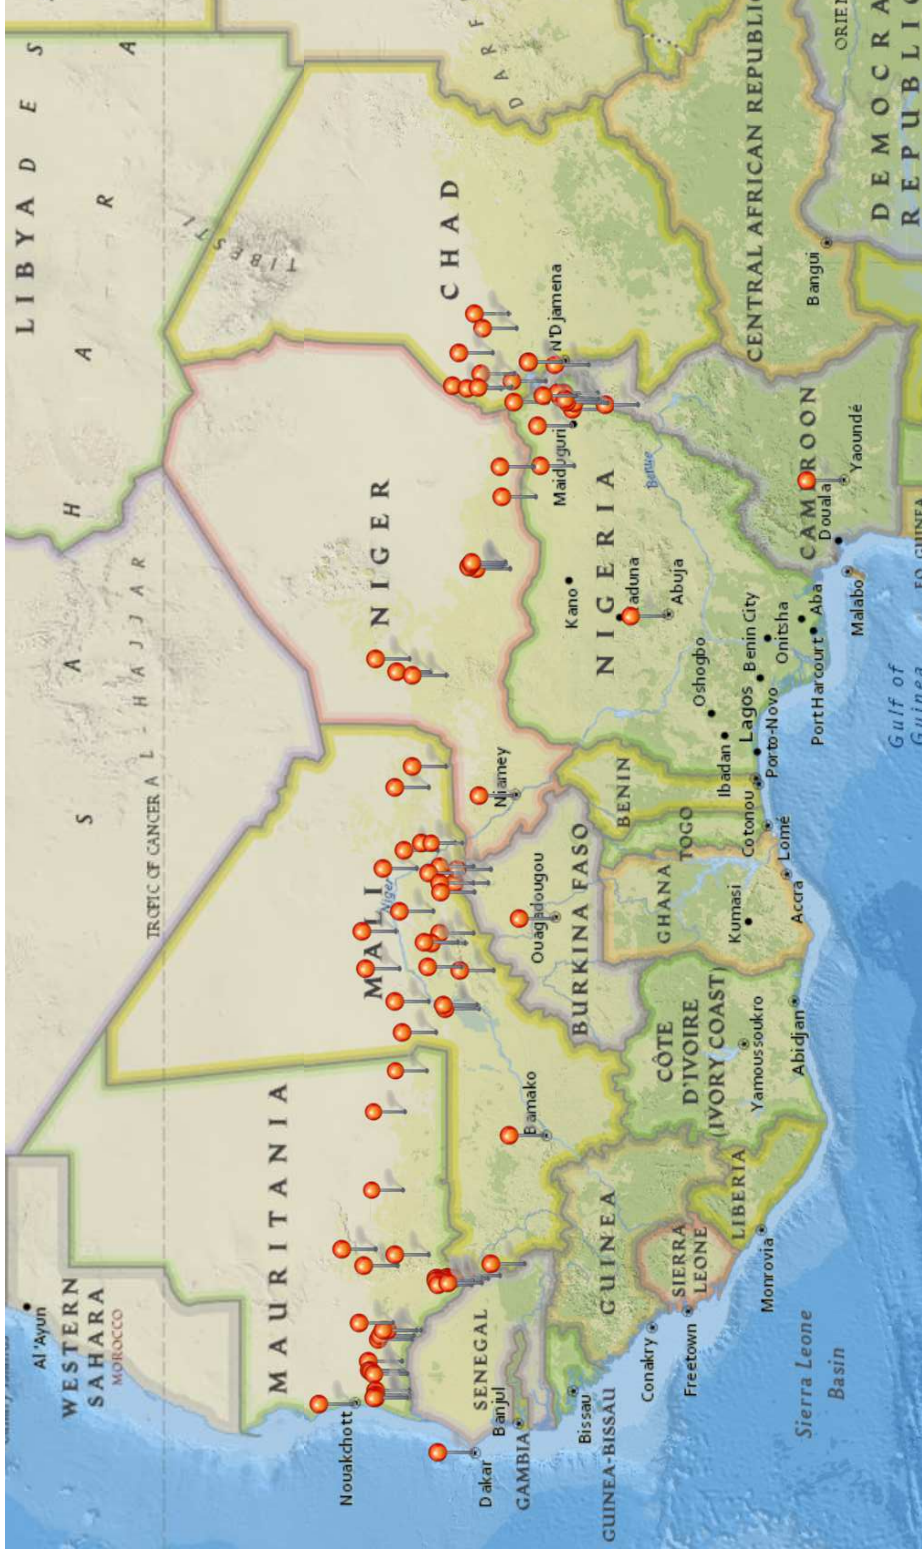 LIBYA
D E S
S A H A R A
TROPIC OF CANCER
A L - H A J J A R
TIBESTI
DARF
WESTERN
SAHARA
MOROCCO
Al 'Ayun
MAURITANIA
Nouakchott
MALI
Niger
NIGER
CHAD
N'Djamena
Niamey
Maiduguri
Kano
aduna
Abuja
NIGERIA
Benue
Oshogbo
Ibadan
Lagos
Benin City
Onitsha
Aba
Port Harcourt
Porto-Novo
Cotonou
Lomé
BENIN
TOGO
GHANA
Kumasi
Accra
BURKINA FASO
Ouagadougou
CÔTE
D'IVOIRE
(IVORY COAST)
Yamoussoukro
Abidjan
Bamako
SENEGAL
Dakar
Banjul
GAMBIA
Bissau
GUINEA-BISSAU
GUINEA
Conakry
SIERRA
LEONE
Freetown
LIBERIA
Monrovia
Sierra Leone
Basin
CAMEROON
Douala
Yaoundé
Malabo
Gulf of
Guinea
CENTRAL AFRICAN REPUBLIC
Bangui
DEMOCRA
REPUBLIC
ORIEN